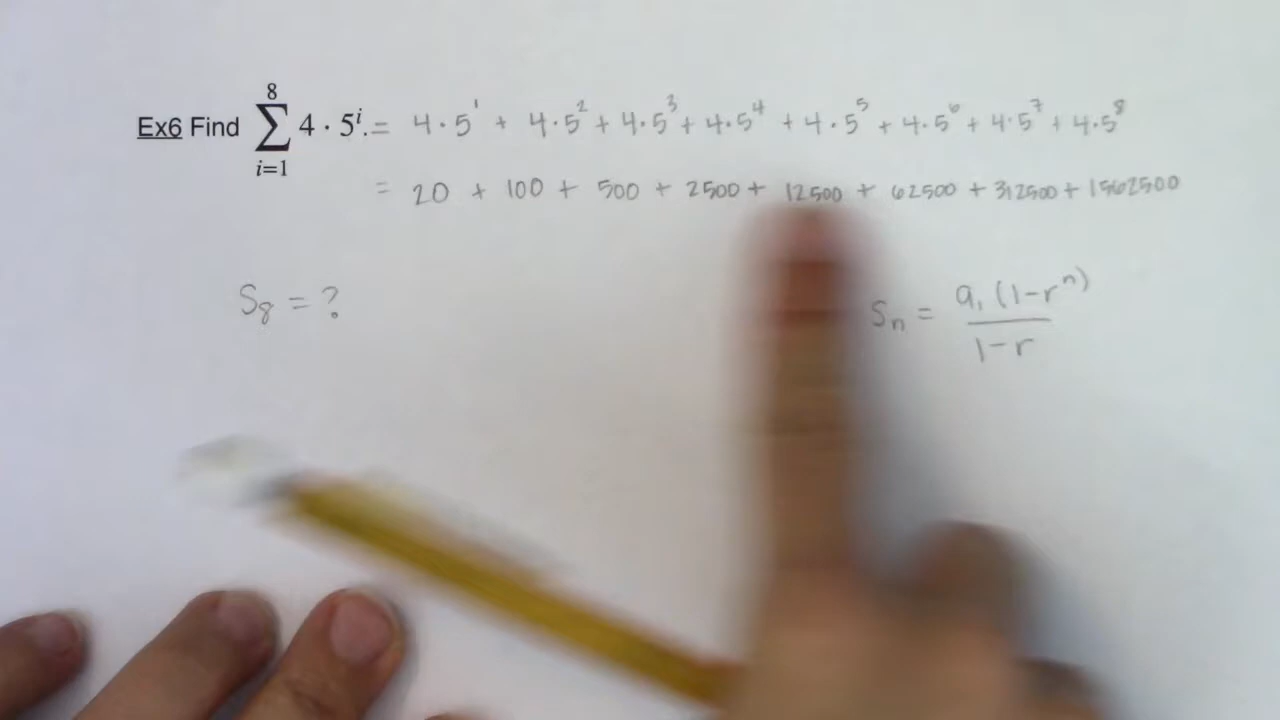 Ex6 Find \sum_{i=1}^{8} 4 · 5^i. = 4·5^1 + 4·5^2 + 4·5^3 + 4·5^4 + 4·5^5 + 4·5^6 + 4·5^7 + 4·5^8
= 20 + 100 + 500 + 2500 + 12500 + 62500 + 312500 + 1562500
S_8 = ?
S_n = \frac{a_1 (1-r^n)}{1-r}